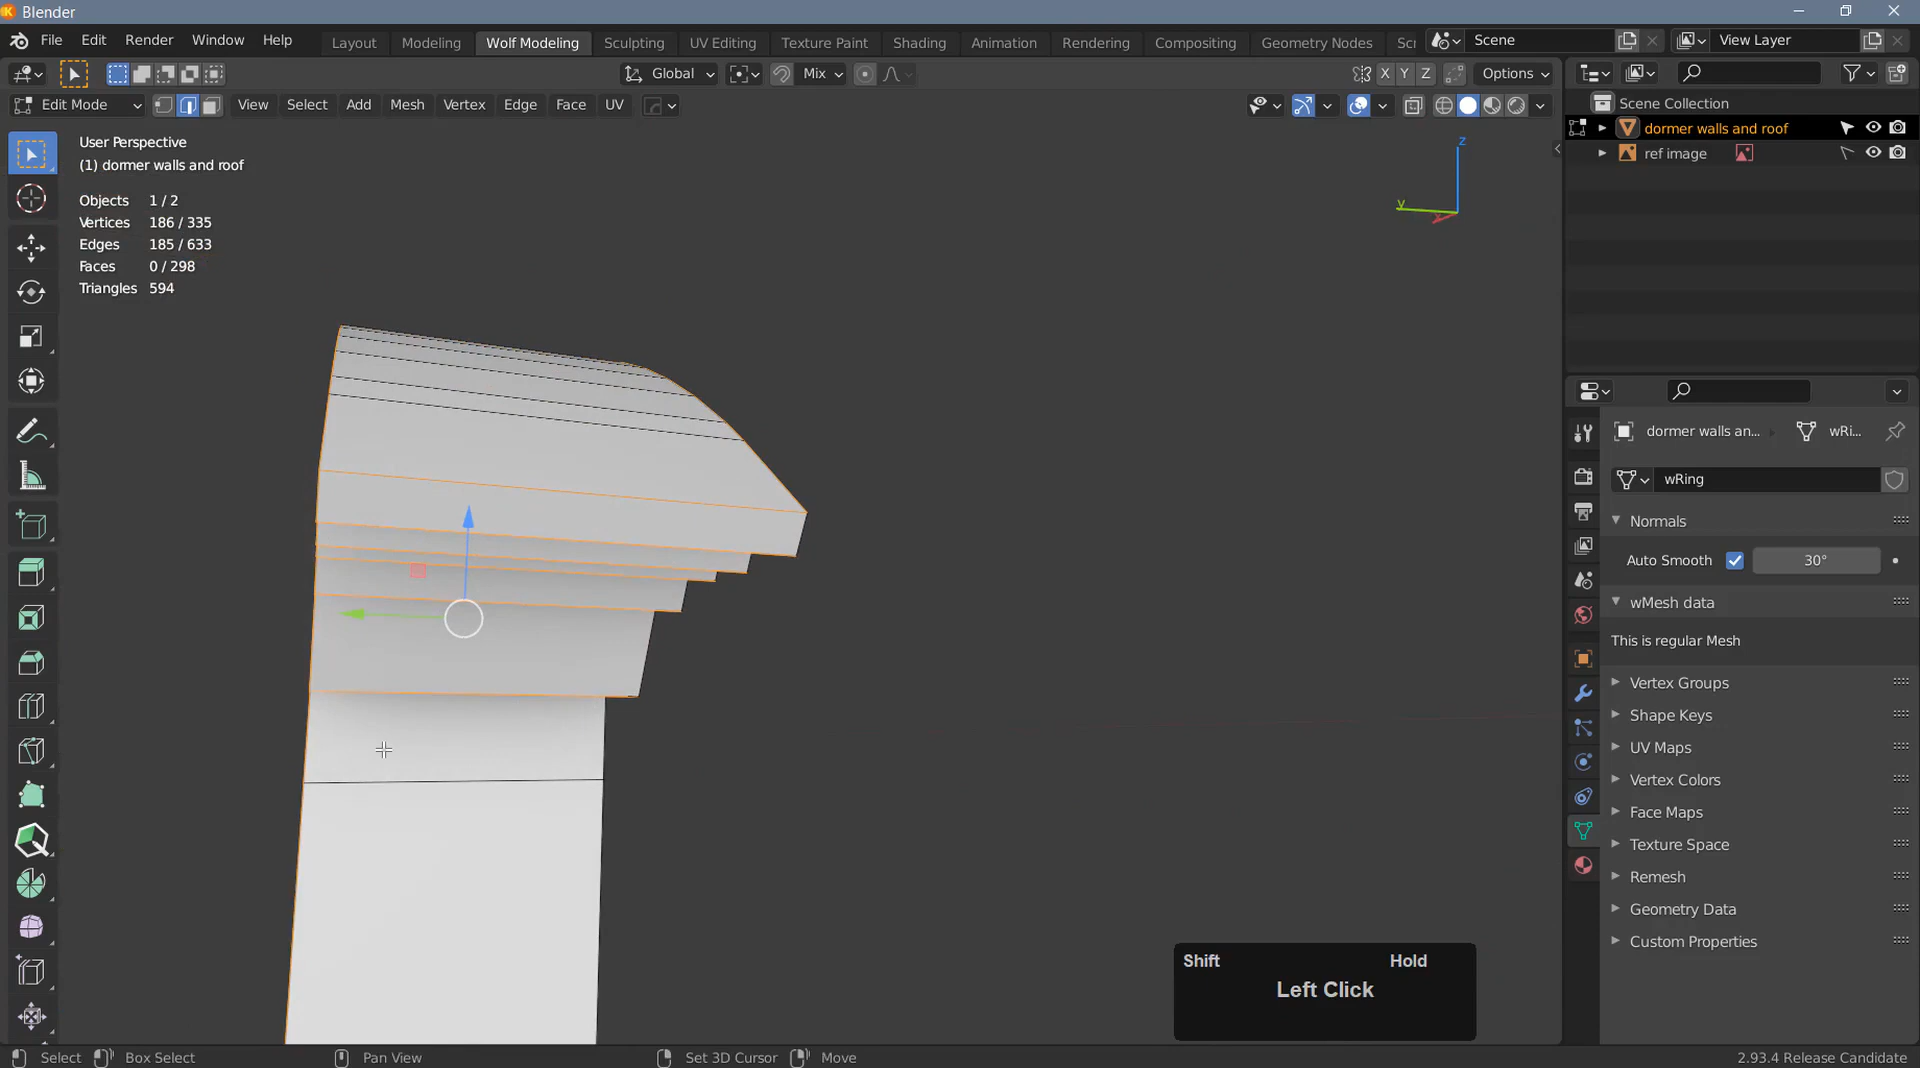 Blender
File Edit Render Window Help Layout Modeling Wolf Modeling Sculpting UV Editing Texture Paint Shading Animation Rendering Compositing Geometry Nodes Sc Scene View Layer
Global Mix X Y Z Options
Edit Mode View Select Add Mesh Vertex Edge Face UV
Scene Collection
dormer walls and roof
ref image
User Perspective
(1) dormer walls and roof
Objects 1 / 2
Vertices 186 / 335
Edges 185 / 633
Faces 0 / 298
Triangles 594
z
y
x
dormer walls an... wRi...
wRing
Normals
Auto Smooth 30°
wMesh data
This is regular Mesh
Vertex Groups
Shape Keys
UV Maps
Vertex Colors
Face Maps
Texture Space
Remesh
Geometry Data
Custom Properties
Shift Hold
Left Click
Select Box Select Pan View Set 3D Cursor Move 2.93.4 Release Candidate